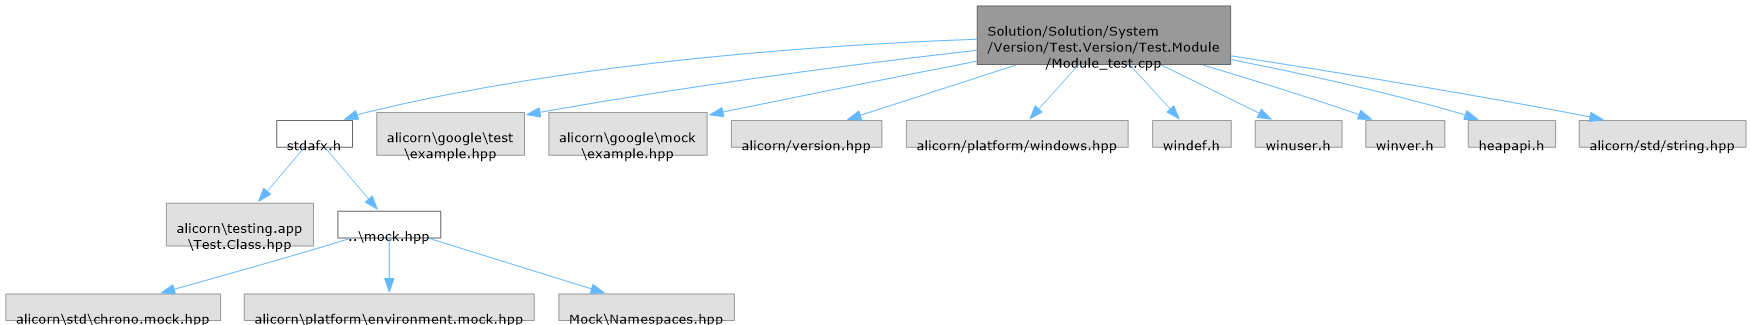 Solution/Solution/System
/Version/Test.Version/Test.Module
/Module_test.cpp
stdafx.h
alicorn\google\test
\example.hpp
alicorn\google\mock
\example.hpp
alicorn/version.hpp
alicorn/platform/windows.hpp
windef.h
winuser.h
winver.h
heapapi.h
alicorn/std/string.hpp
alicorn\testing.app
\Test.Class.hpp
..\mock.hpp
alicorn\std\chrono.mock.hpp
alicorn\platform\environment.mock.hpp
Mock\Namespaces.hpp